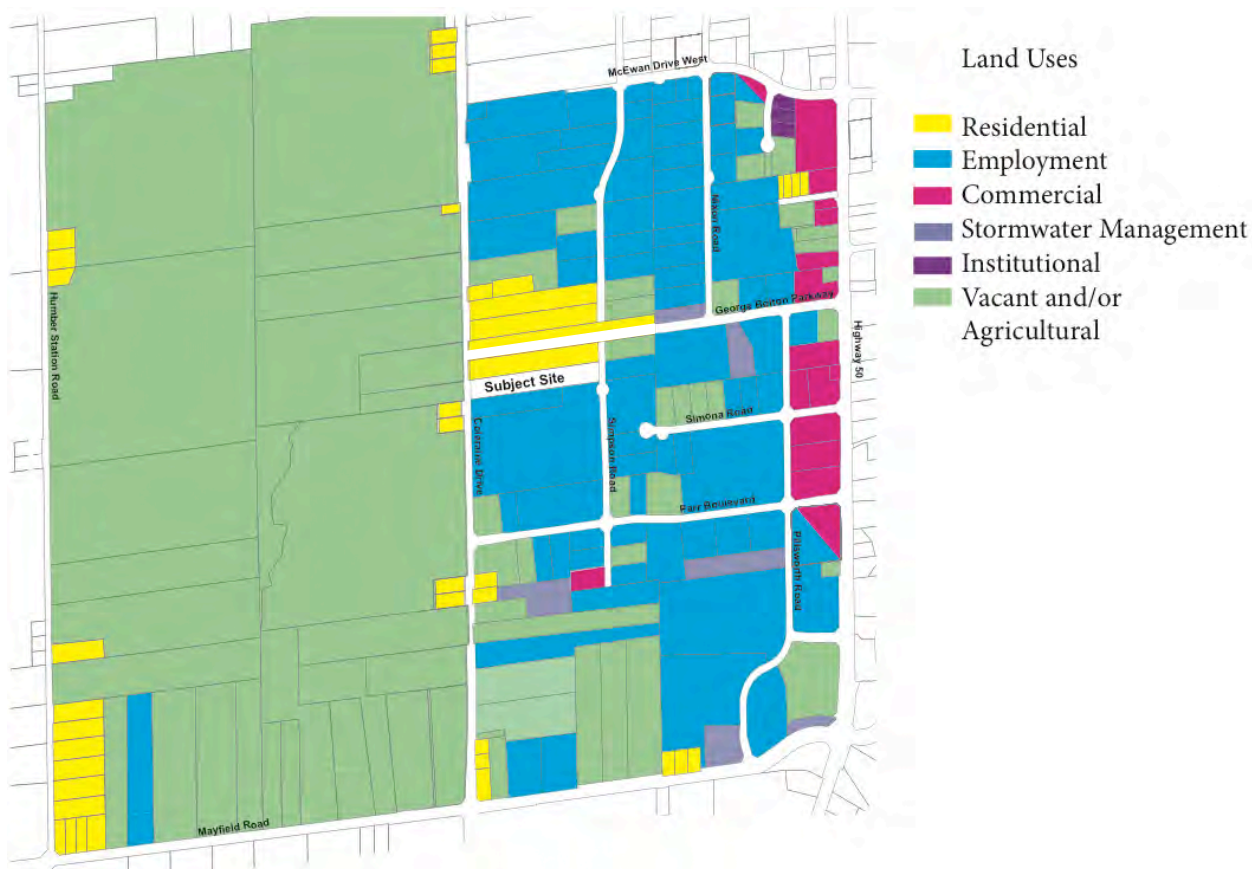 McEwan Drive West
Land Uses
Residential
Employment
Commercial
Stormwater Management
Institutional
Vacant and/or
Agricultural
Nixon Road
George Bolton Parkway
Humber Station Road
Highway 50
Subject Site
Coleraine Drive
Simpson Road
Simona Road
Parr Boulevard
Pillsworth Road
Mayfield Road